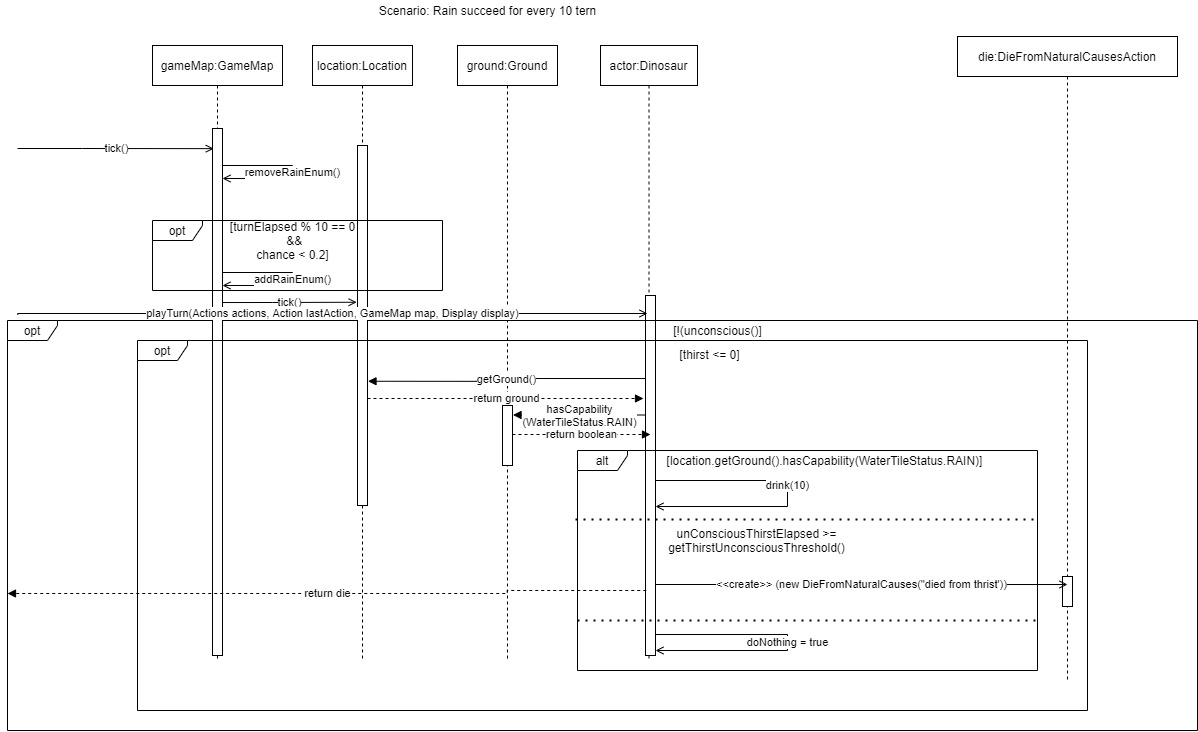 Scenario: Rain succeed for every 10 tern
gameMap:GameMap
location:Location
ground:Ground
actor:Dinosaur
die:DieFromNaturalCausesAction
tick()
removeRainEnum()
opt
[turnElapsed % 10 == 0
&&
chance < 0.2]
addRainEnum()
tick()
playTurn(Actions actions, Action lastAction, GameMap map, Display display)
opt
[!(unconscious()]
opt
[thirst <= 0]
getGround()
return ground
hasCapability
(WaterTileStatus.RAIN)
return boolean
alt
[location.getGround().hasCapability(WaterTileStatus.RAIN)]
drink(10)
unConsciousThirstElapsed >=
getThirstUnconsciousThreshold()
<<create>> (new DieFromNaturalCauses("died from thrist'))
return die
doNothing = true